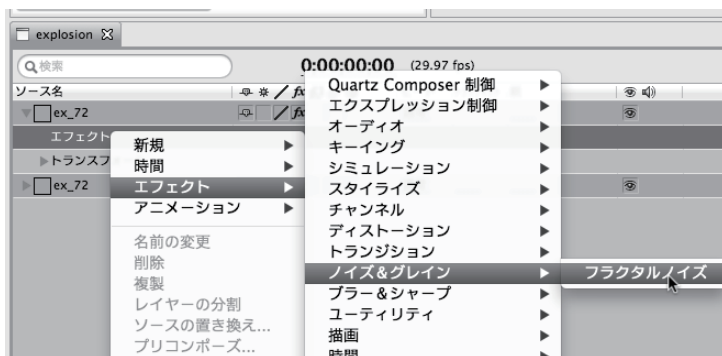 explosion
検索
0:00:00:00 (29.97 fps)
ソース名
fx
ex_72
fx
エフェクト
トランスフ
ex_72
新規
時間
エフェクト
アニメーション
名前の変更
削除
複製
レイヤーの分割
ソースの置き換え...
プリコンポーズ...
Quartz Composer 制御
エクスプレッション制御
オーディオ
キーイング
シミュレーション
スタイライズ
チャンネル
ディストーション
トランジション
ノイズ&グレイン
ブラー&シャープ
ユーティリティ
描画
時間
フラクタルノイズ